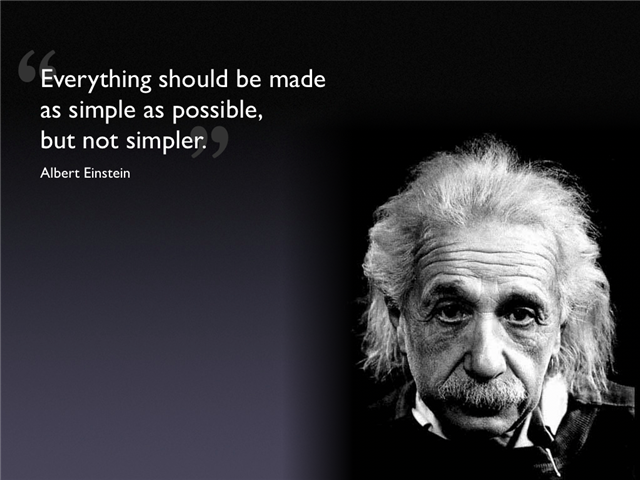 “Everything should be made
as simple as possible,
but not simpler.”
Albert Einstein